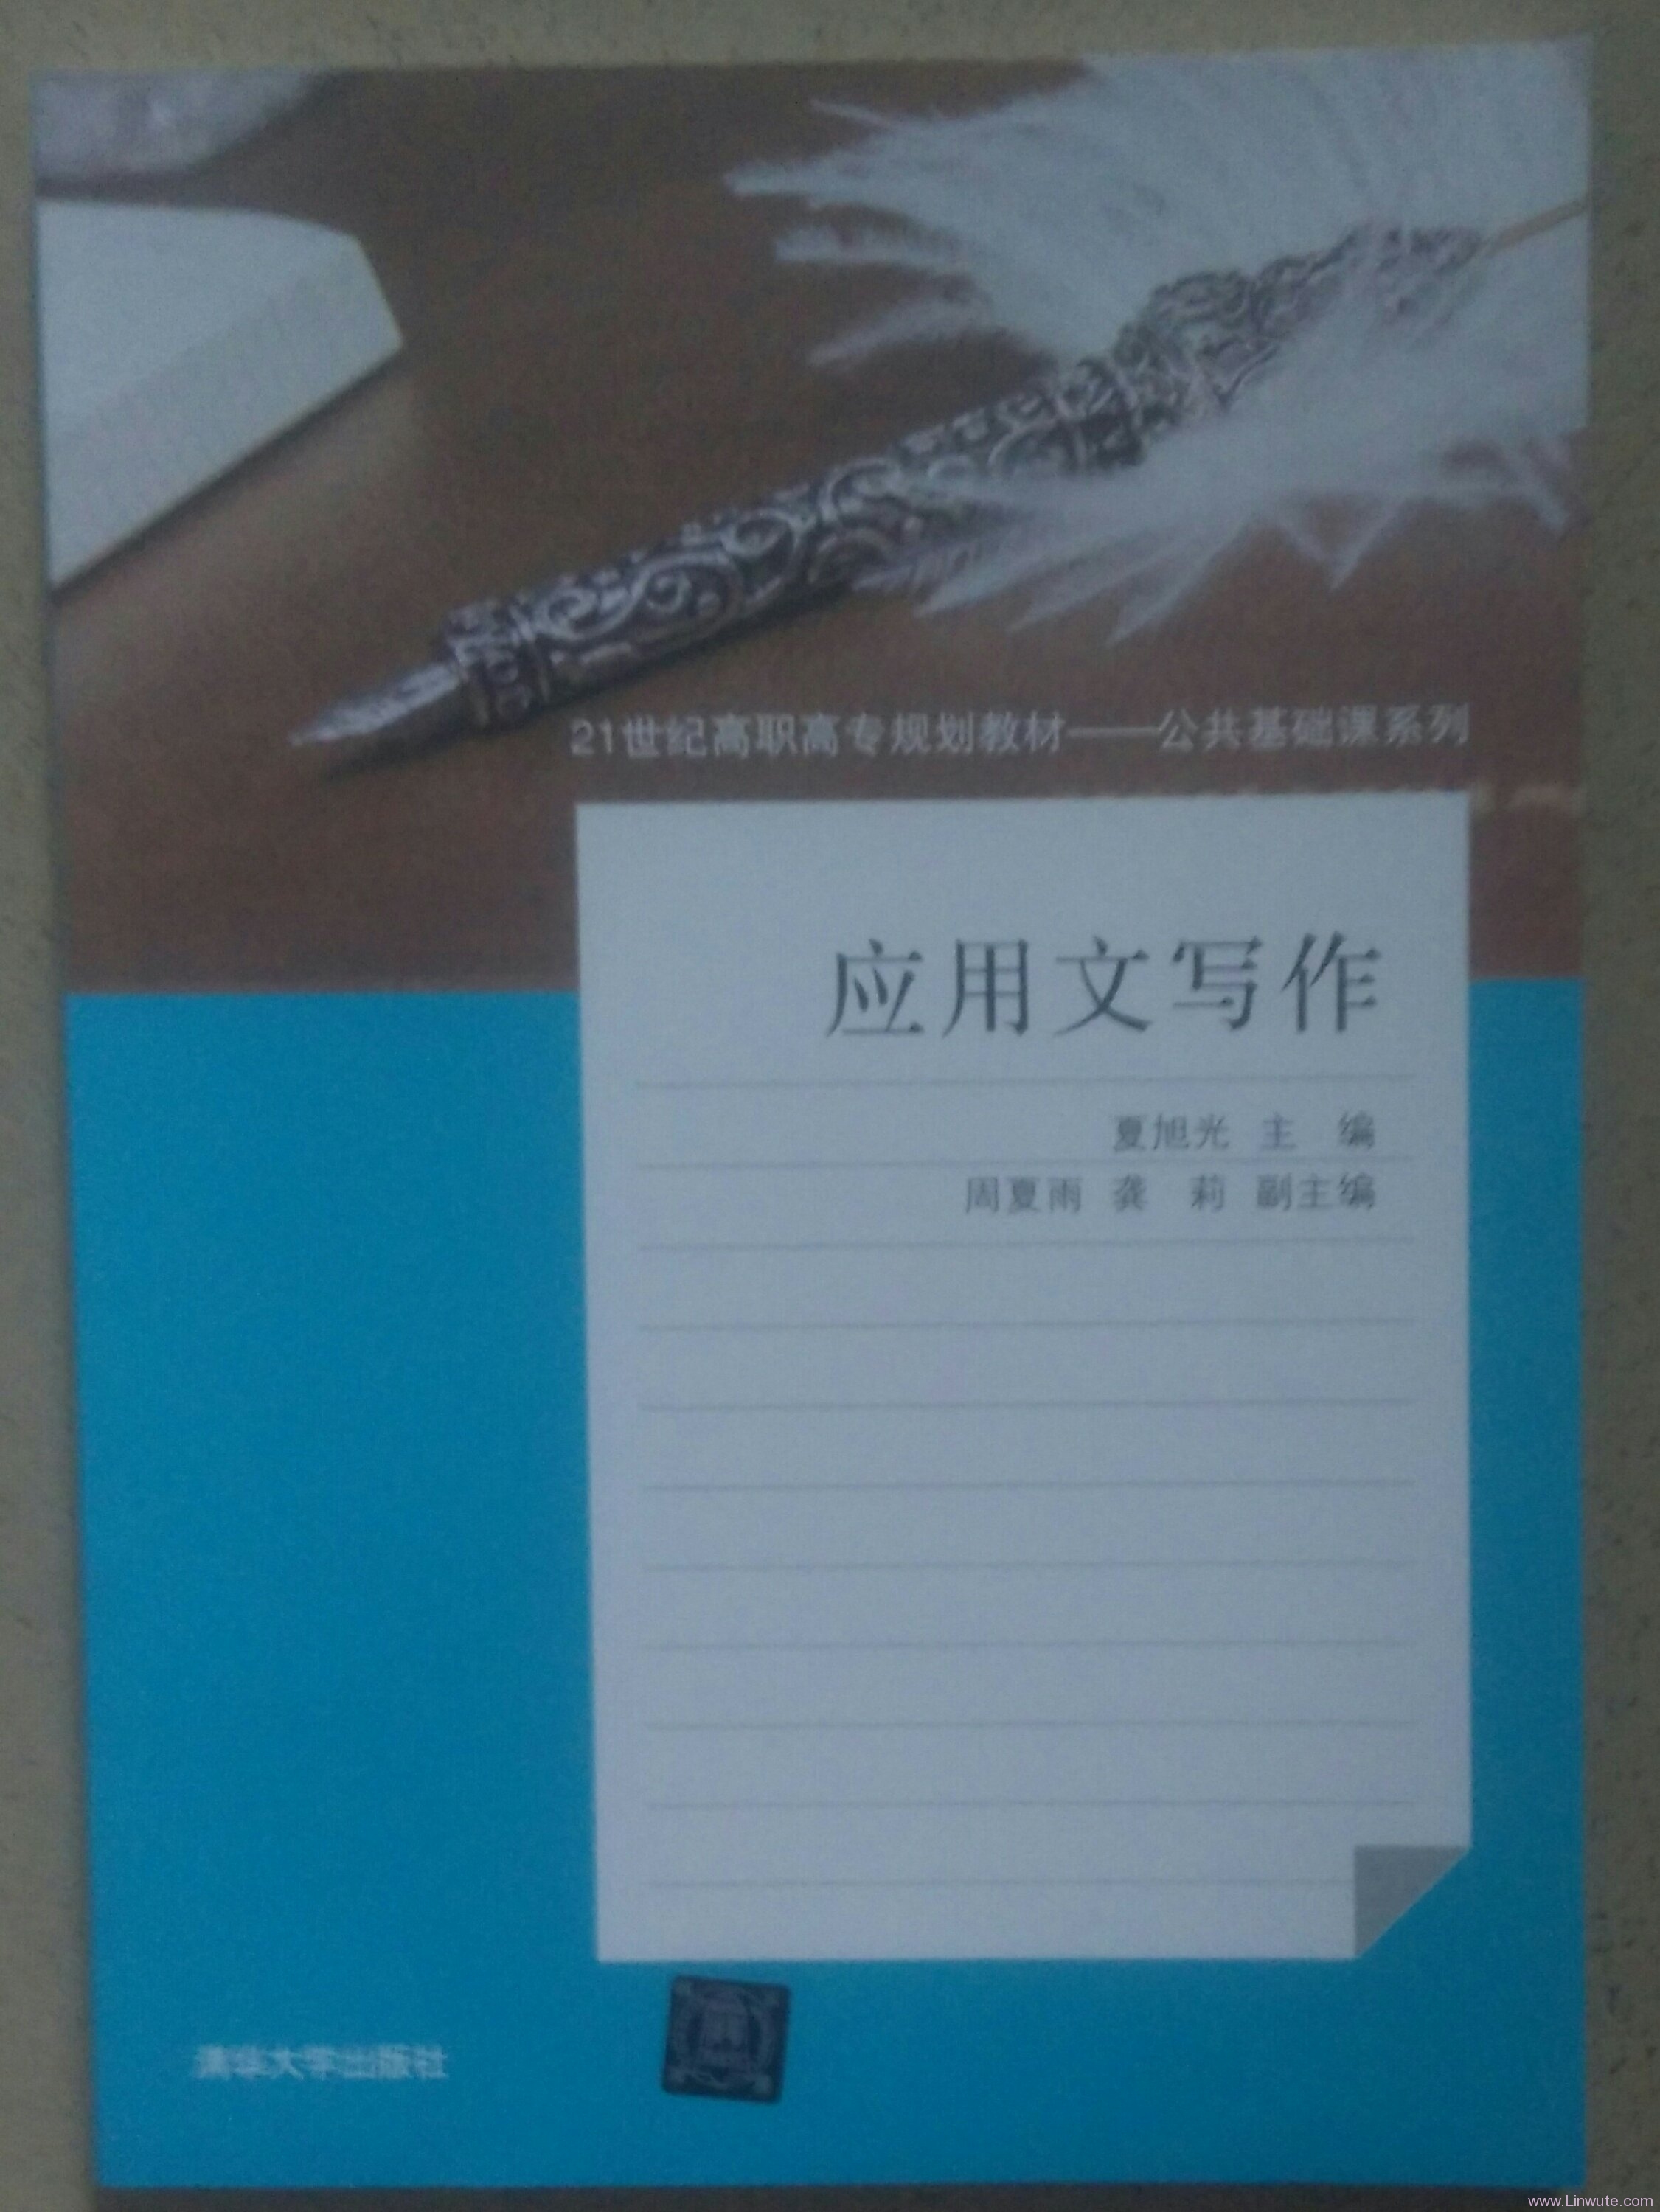 21世纪高职高专规划教材——公共基础课系列
应用文写作
夏旭光 主 编
周夏雨 龚 莉 副主编
清华大学出版社
www.Linwute.com